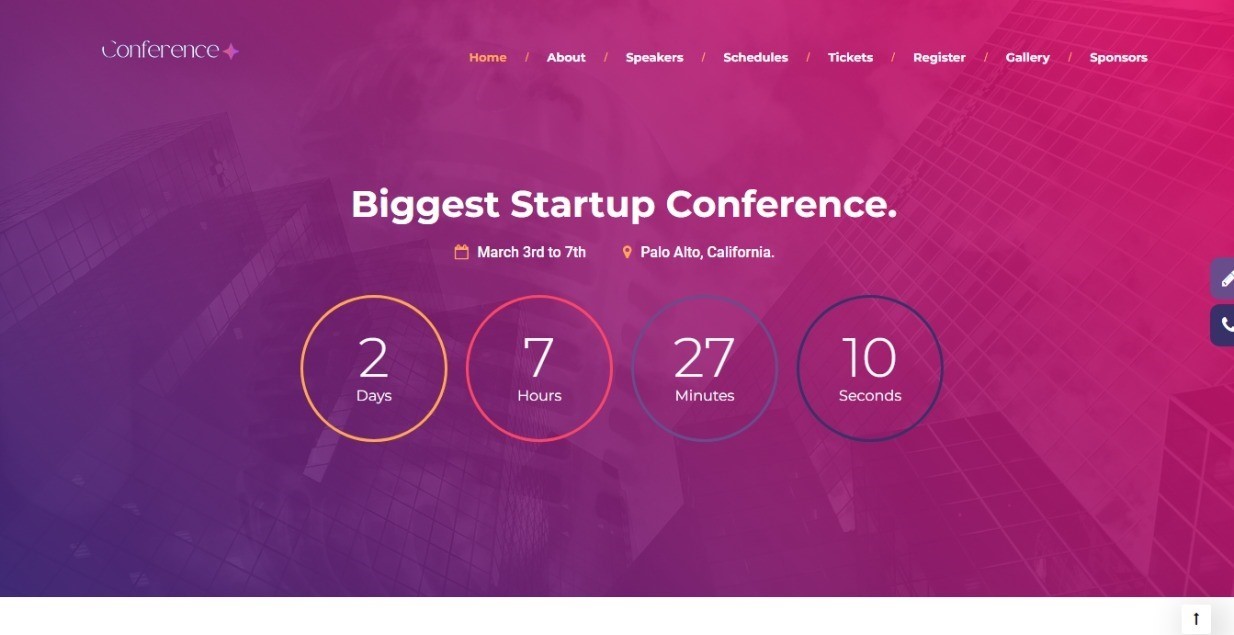 Conference
Home / About / Speakers / Schedules / Tickets / Register / Gallery / Sponsors
Biggest Startup Conference.
March 3rd to 7th Palo Alto, California.
2 7 27 10
Days Hours Minutes Seconds